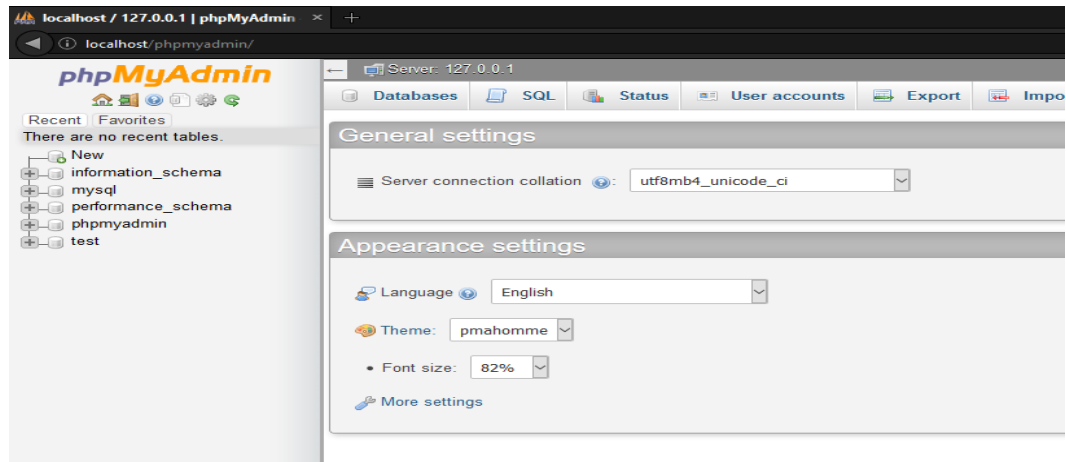 localhost / 127.0.0.1 | phpMyAdmin
localhost/phpmyadmin/
phpMyAdmin
Recent Favorites
There are no recent tables.
New
information_schema
mysql
performance_schema
phpmyadmin
test
Server: 127.0.0.1
Databases SQL Status User accounts Export Impo
General settings
Server connection collation : utf8mb4_unicode_ci
Appearance settings
Language English
Theme: pmahomme
• Font size: 82%
More settings